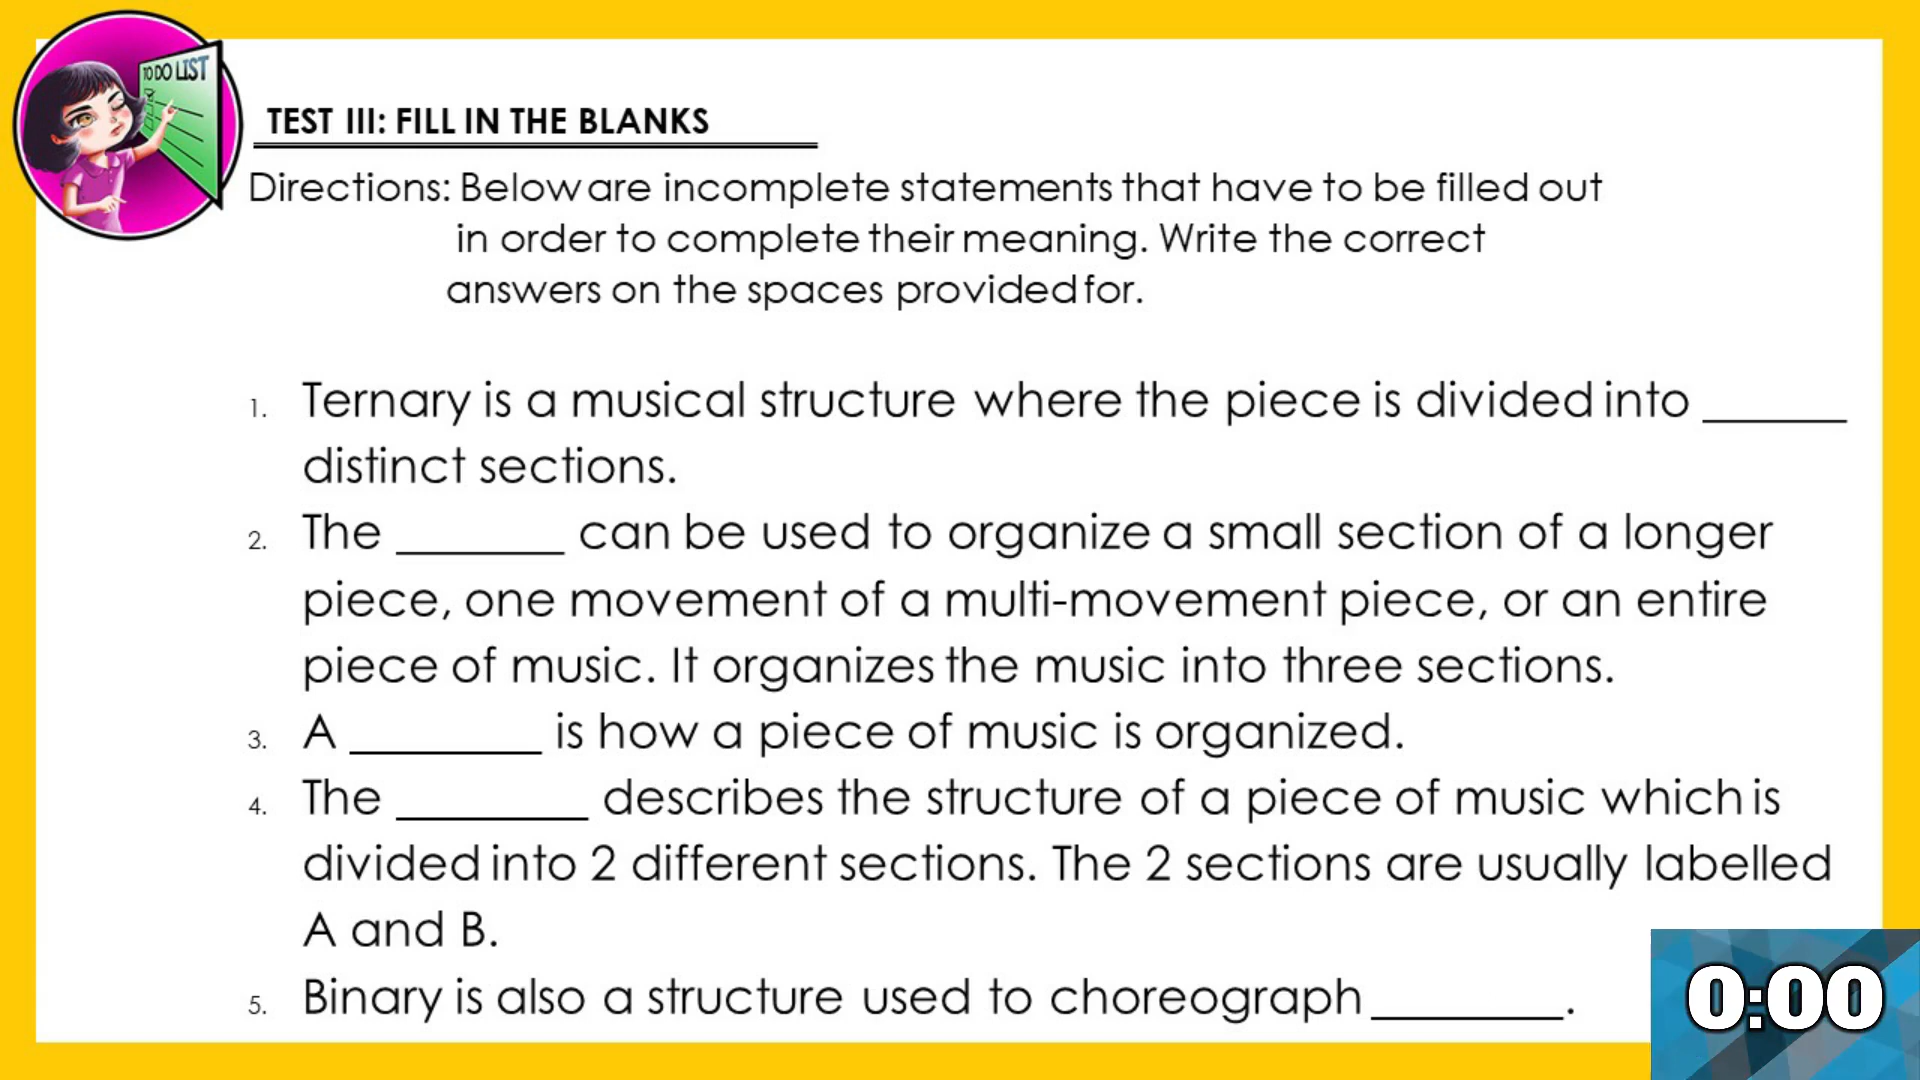 TO DO LIST
TEST III: FILL IN THE BLANKS
Directions: Below are incomplete statements that have to be filled out
in order to complete their meaning. Write the correct
answers on the spaces provided for.
1. Ternary is a musical structure where the piece is divided into ______
distinct sections.
2. The _______ can be used to organize a small section of a longer
piece, one movement of a multi-movement piece, or an entire
piece of music. It organizes the music into three sections.
3. A ________ is how a piece of music is organized.
4. The ________ describes the structure of a piece of music which is
divided into 2 different sections. The 2 sections are usually labelled
A and B.
5. Binary is also a structure used to choreograph ________.
0:00